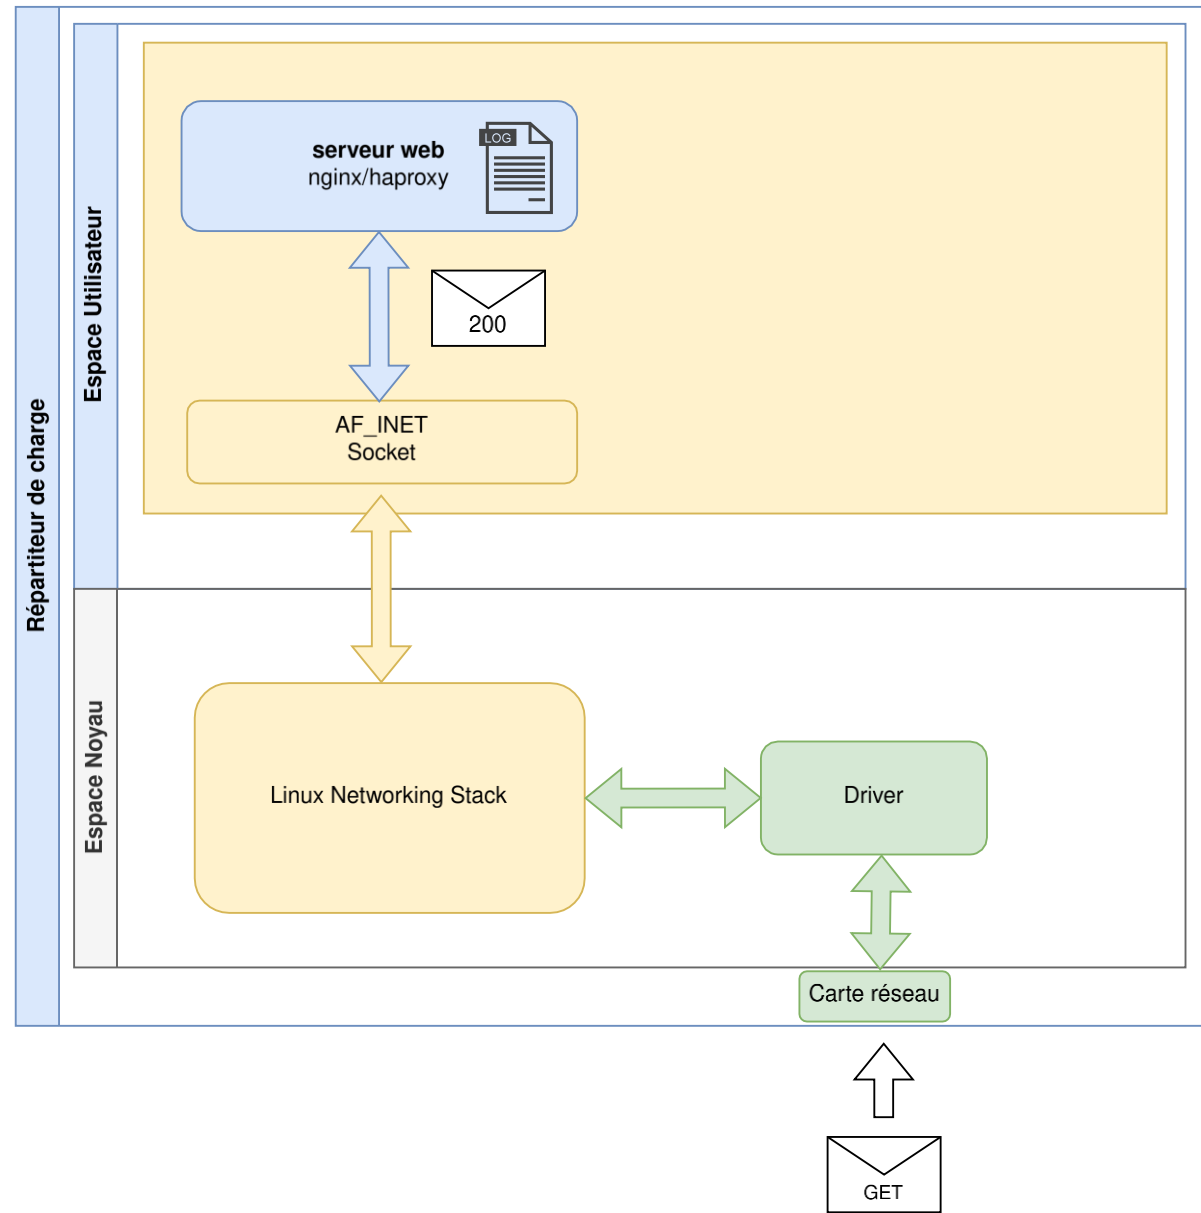 Répartiteur de charge
Espace Utilisateur
serveur web
nginx/haproxy
LOG
200
AF_INET
Socket
Espace Noyau
Linux Networking Stack
Driver
Carte réseau
GET